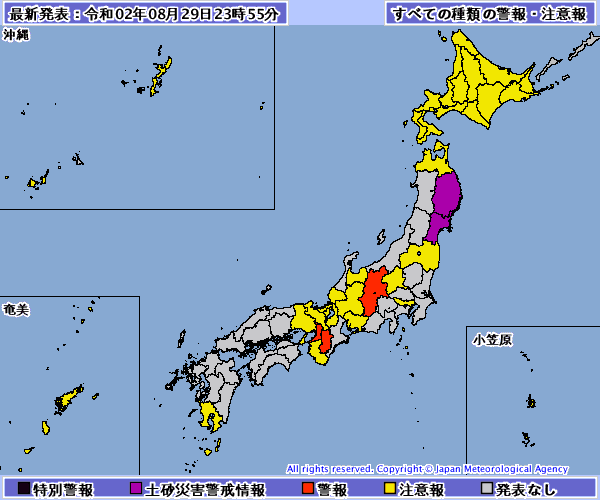 最新発表：令和02年08月29日23時55分
すべての種類の警報・注意報
沖縄
奄美
小笠原
All rights reserved. Copyright © Japan Meteorological Agency
特別警報 土砂災害警戒情報 警報 注意報 発表なし